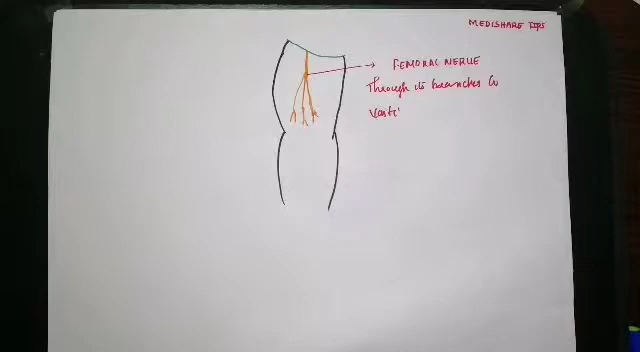 MEDISHARE TIPS
FEMORAL NERVE
Through its branches to
Vasti